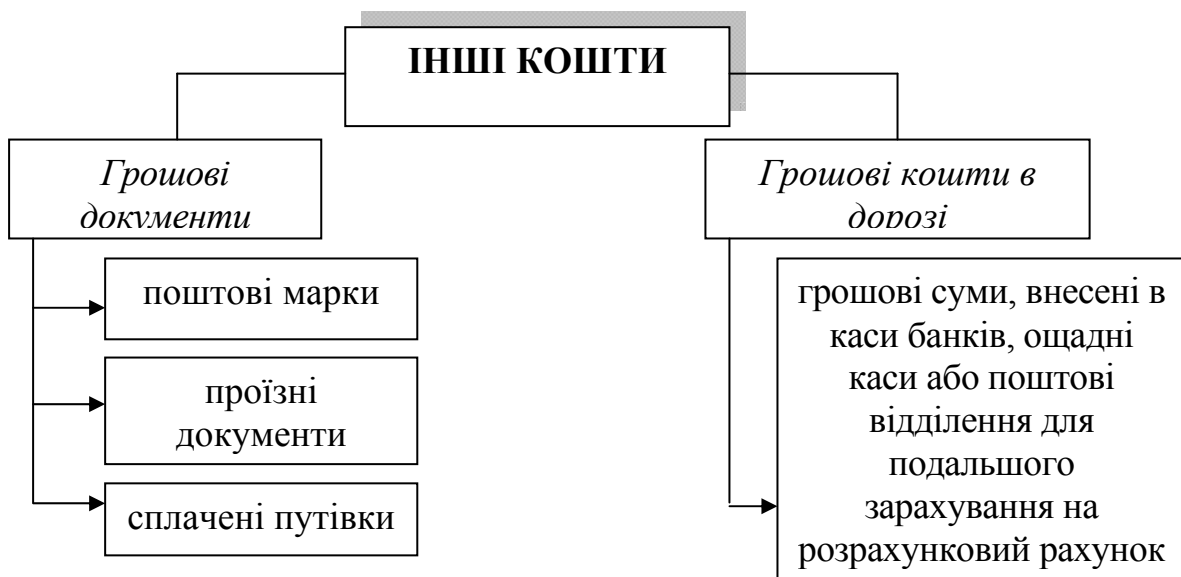 ІНШІ КОШТИ
Грошові
документи
поштові марки
проїзні
документи
сплачені путівки
Грошові кошти в
дорозі
грошові суми, внесені в
каси банків, ощадні
каси або поштові
відділення для
подальшого
зарахування на
розрахунковий рахунок